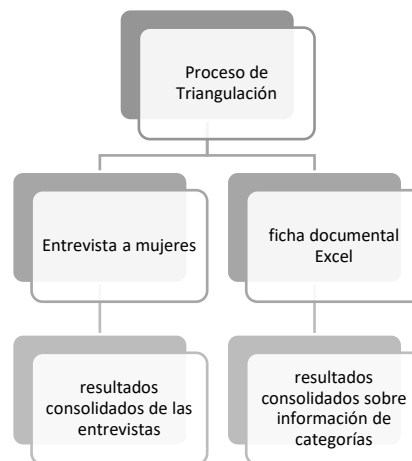 Proceso de
Triangulación
Entrevista a mujeres
ficha documental
Excel
resultados
consolidados de las
entrevistas
resultados
consolidados sobre
información de
categorías